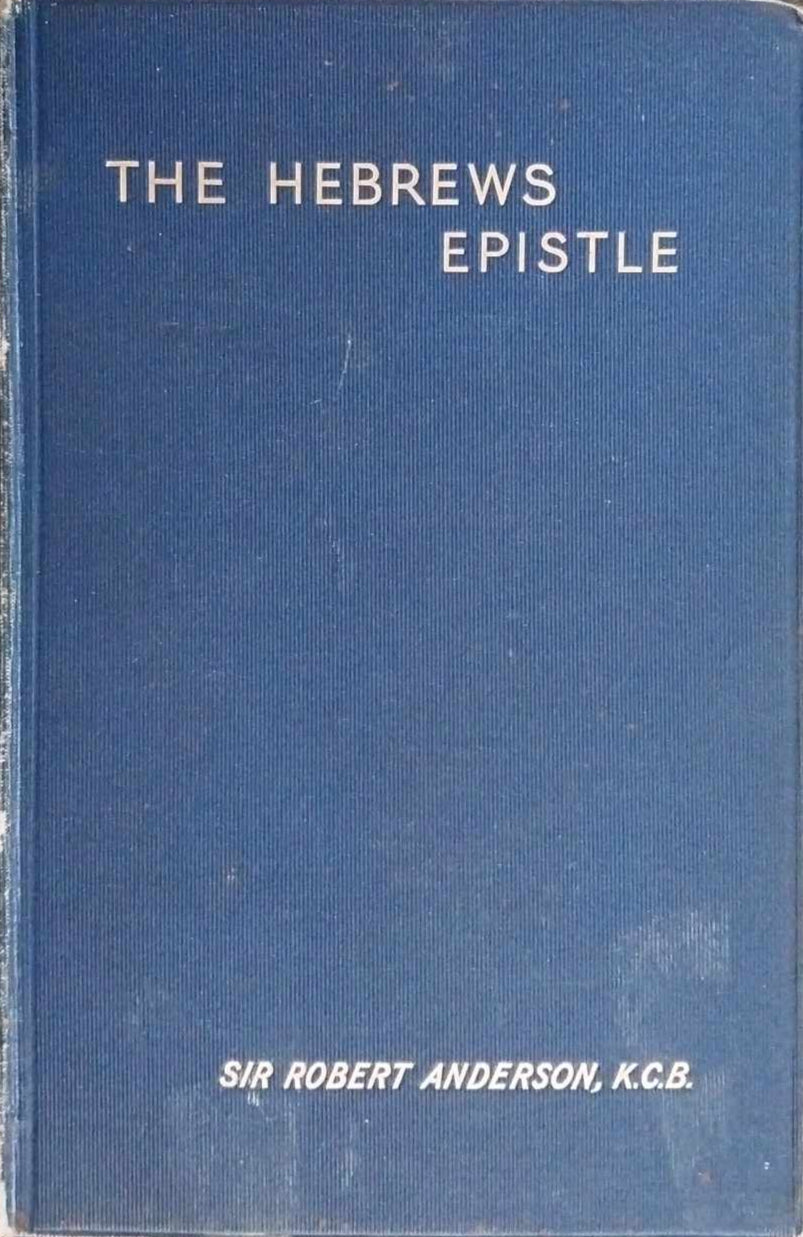 THE HEBREWS
EPISTLE
SIR ROBERT ANDERSON, K.C.B.